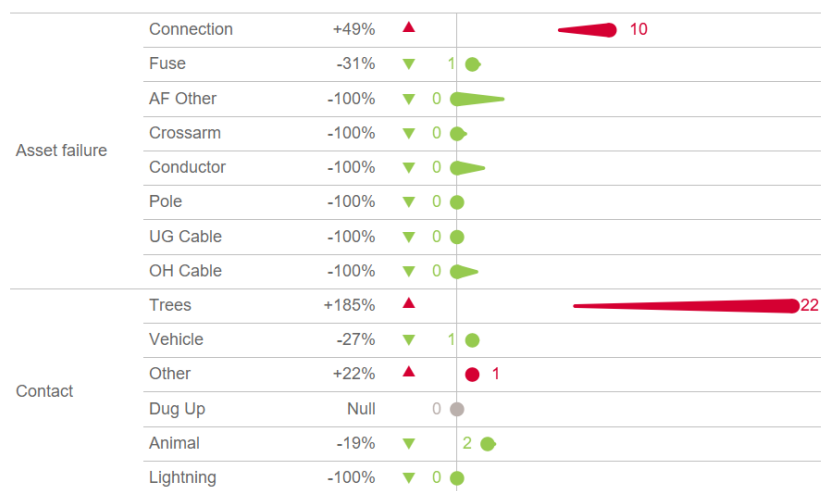 Connection +49% ▲ 10
Fuse -31% ▼ 1
AF Other -100% ▼ 0
Crossarm -100% ▼ 0
Asset failure
Conductor -100% ▼ 0
Pole -100% ▼ 0
UG Cable -100% ▼ 0
OH Cable -100% ▼ 0
Trees +185% ▲ 22
Vehicle -27% ▼ 1
Other +22% ▲ 1
Contact
Dug Up Null 0
Animal -19% ▼ 2
Lightning -100% ▼ 0